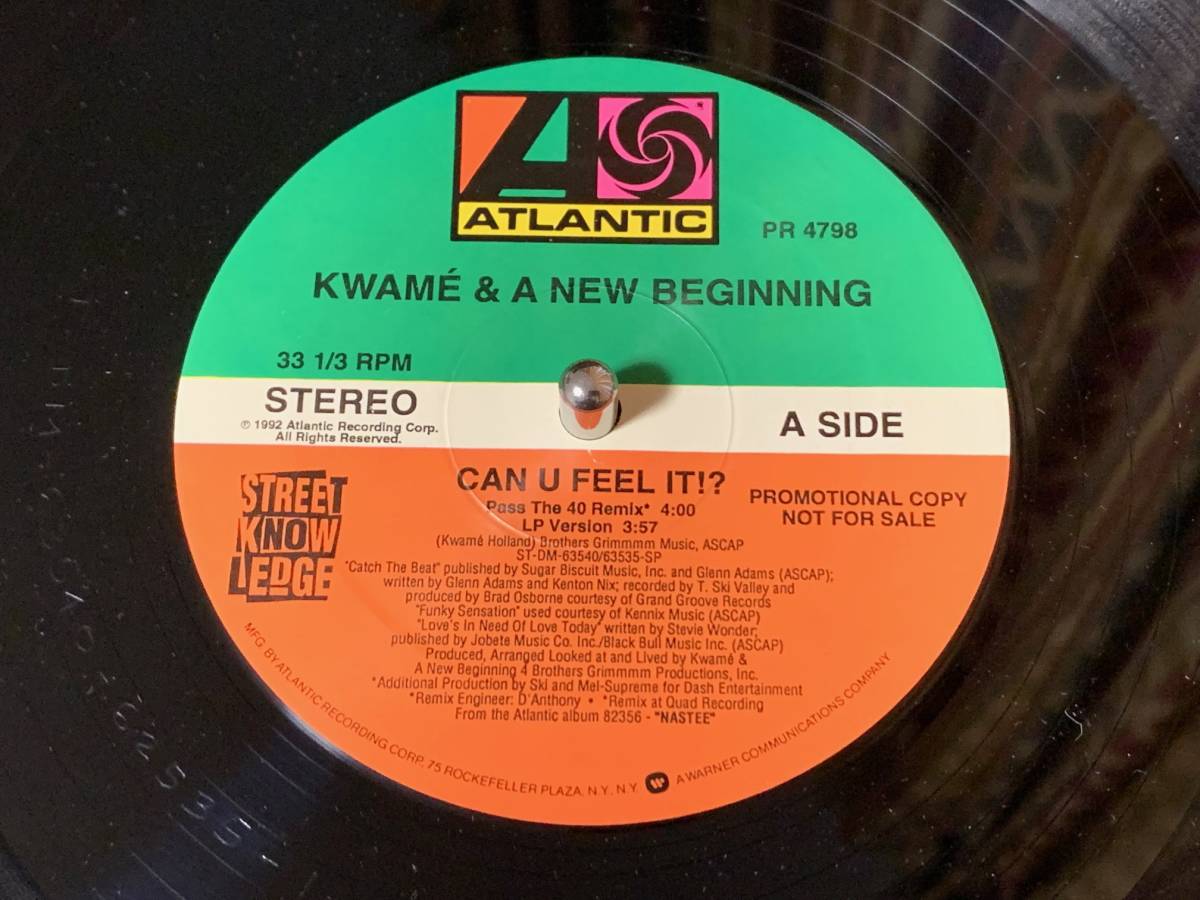 ATLANTIC
PR 4798
KWAMÉ & A NEW BEGINNING
33 1/3 RPM
STEREO
℗ 1992 Atlantic Recording Corp.
All Rights Reserved.
A SIDE
STREET
KNOW
LEDGE
CAN U FEEL IT!?
Pass The 40 Remix* 4:00
LP Version 3:57
(Kwamé Holland) Brothers Grimmmm Music, ASCAP
ST-DM-63540/63535-SP
PROMOTIONAL COPY
NOT FOR SALE
"Catch The Beat" published by Sugar Biscuit Music, Inc. and Glenn Adams (ASCAP);
written by Glenn Adams and Kenton Nix; recorded by T. Ski Valley and
produced by Brad Osborne courtesy of Grand Groove Records
"Funky Sensation" used courtesy of Kennix Music (ASCAP)
"Love's In Need Of Love Today" written by Stevie Wonder;
published by Jobete Music Co. Inc./Black Bull Music Inc. (ASCAP)
Produced, Arranged Looked at and Lived by Kwamé &
A New Beginning 4 Brothers Grimmmm Productions, Inc.
*Additional Production by Ski and Mel-Supreme for Dash Entertainment
*Remix Engineer: D'Anthony • *Remix at Quad Recording
From the Atlantic album 82356 - "NASTEE"
MFG. BY ATLANTIC RECORDING CORP., 75 ROCKEFELLER PLAZA, N.Y. N.Y. A WARNER COMMUNICATIONS COMPANY